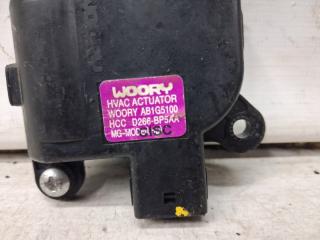 WOORY
HVAC ACTUATOR
WOORY AB1G5100
HCC D266-BP5AA